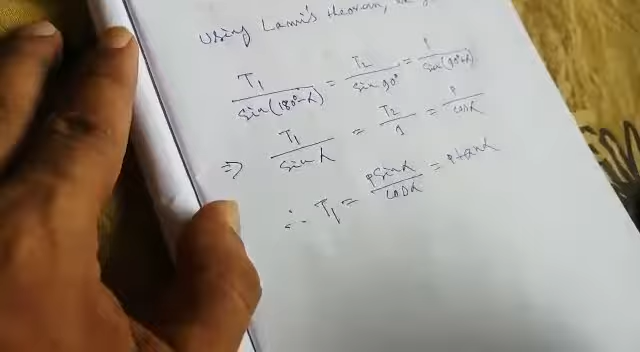 Using Lami's theorem, we g
T₁/sin(180°-α) = T₂/sin 90° = P/sin(90°+α)
⇒ T₁/sin α = T₂/1 = P/cos α
∴ T₁ = P sin α/cos α = P tan α